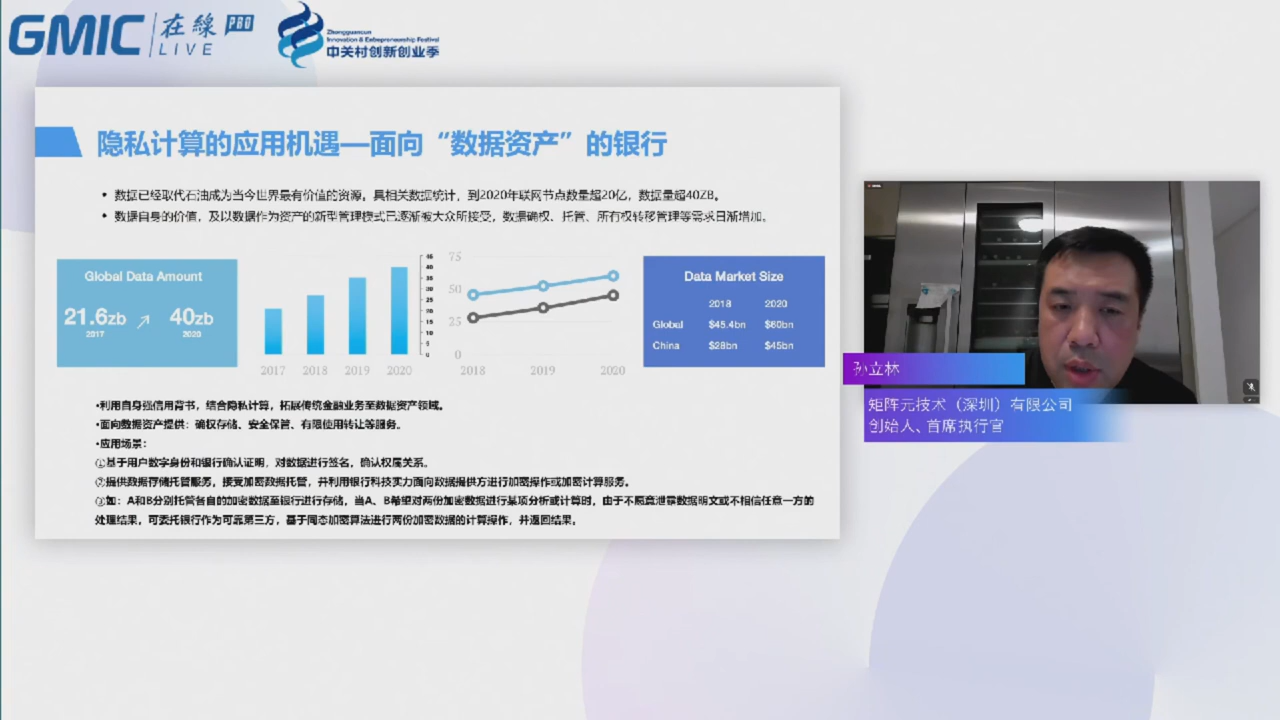 GMIC 在線 PRO
LIVE
Zhongguancun
Innovation & Entrepreneurship Festival
中关村创新创业季
隐私计算的应用机遇—面向“数据资产”的银行
• 数据已经取代石油成为当今世界最有价值的资源，具相关数据统计，到2020年联网节点数量超20亿，数据量超40ZB。
• 数据自身的价值，及以数据作为资产的新型管理模式已逐渐被大众所接受，数据确权、托管、所有权转移管理等需求日渐增加。
Global Data Amount
21.6zb 40zb
2017 2020
45
40
35
30
25
20
15
10
5
0
2017 2018 2019 2020
75
50
25
0
2018 2019 2020
Data Market Size
2018 2020
Global $45.4bn $60bn
China $28bn $45bn
•利用自身强信用背书，结合隐私计算，拓展传统金融业务至数据资产领域。
•面向数据资产提供：确权存储、安全保管、有限使用转让等服务。
•应用场景：
①基于用户数字身份和银行确认证明，对数据进行签名，确认权属关系。
②提供数据存储托管服务，接受加密数据托管，并利用银行科技实力面向数据提供方进行加密操作或加密计算服务。
③如：A和B分别托管各自的加密数据至银行进行存储，当A、B希望对两份加密数据进行某项分析或计算时，由于不愿意泄露数据明文或不相信任意一方的
处理结果，可委托银行作为可靠第三方，基于同态加密算法进行两份加密数据的计算操作，并返回结果。
孙立林
矩阵元技术（深圳）有限公司
创始人、首席执行官